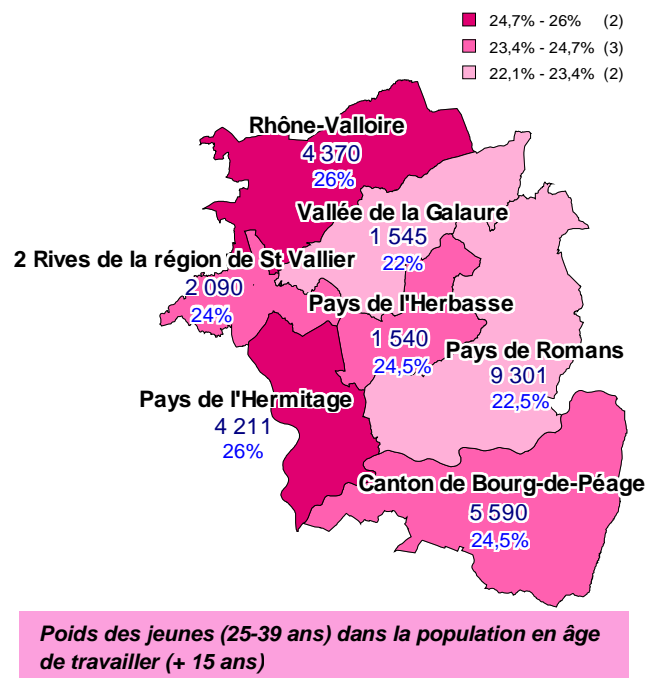 24,7% - 26% (2)
23,4% - 24,7% (3)
22,1% - 23,4% (2)
Rhône-Valloire
4 370
26%
Vallée de la Galaure
1 545
22%
2 Rives de la région de St Vallier
2 090
24%
Pays de l'Herbasse
1 540
24,5%
Pays de Romans
9 301
22,5%
Pays de l'Hermitage
4 211
26%
Canton de Bourg-de-Péage
5 590
24,5%
Poids des jeunes (25-39 ans) dans la population en âge
de travailler (+ 15 ans)